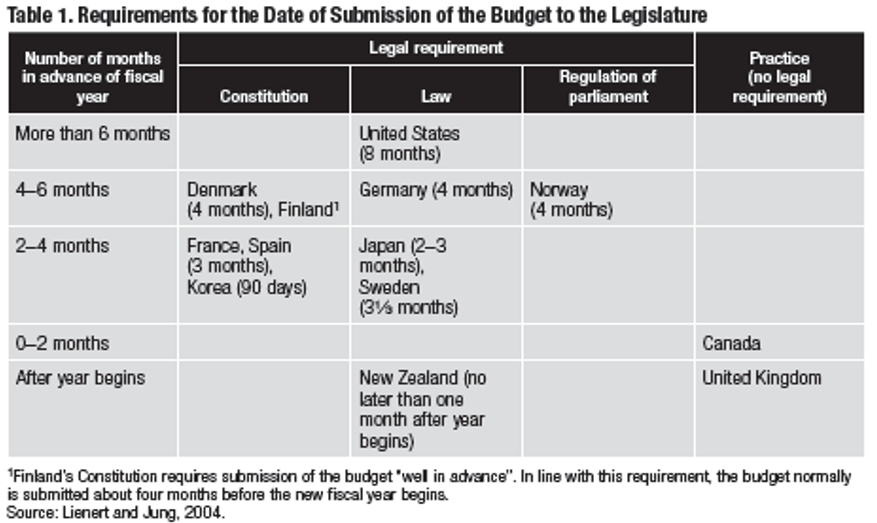 Table 1. Requirements for the Date of Submission of the Budget to the Legislature
Number of months
in advance of fiscal
year
Legal requirement
Constitution
Law
Regulation of
parliament
Practice
(no legal
requirement)
More than 6 months
United States
(8 months)
4–6 months
Denmark
(4 months), Finland¹
Germany (4 months)
Norway
(4 months)
2–4 months
France, Spain
(3 months),
Korea (90 days)
Japan (2–3
months),
Sweden
(3⅓ months)
0–2 months
Canada
After year begins
New Zealand (no
later than one
month after year
begins)
United Kingdom
¹Finland's Constitution requires submission of the budget "well in advance". In line with this requirement, the budget normally
is submitted about four months before the new fiscal year begins.
Source: Lienert and Jung, 2004.